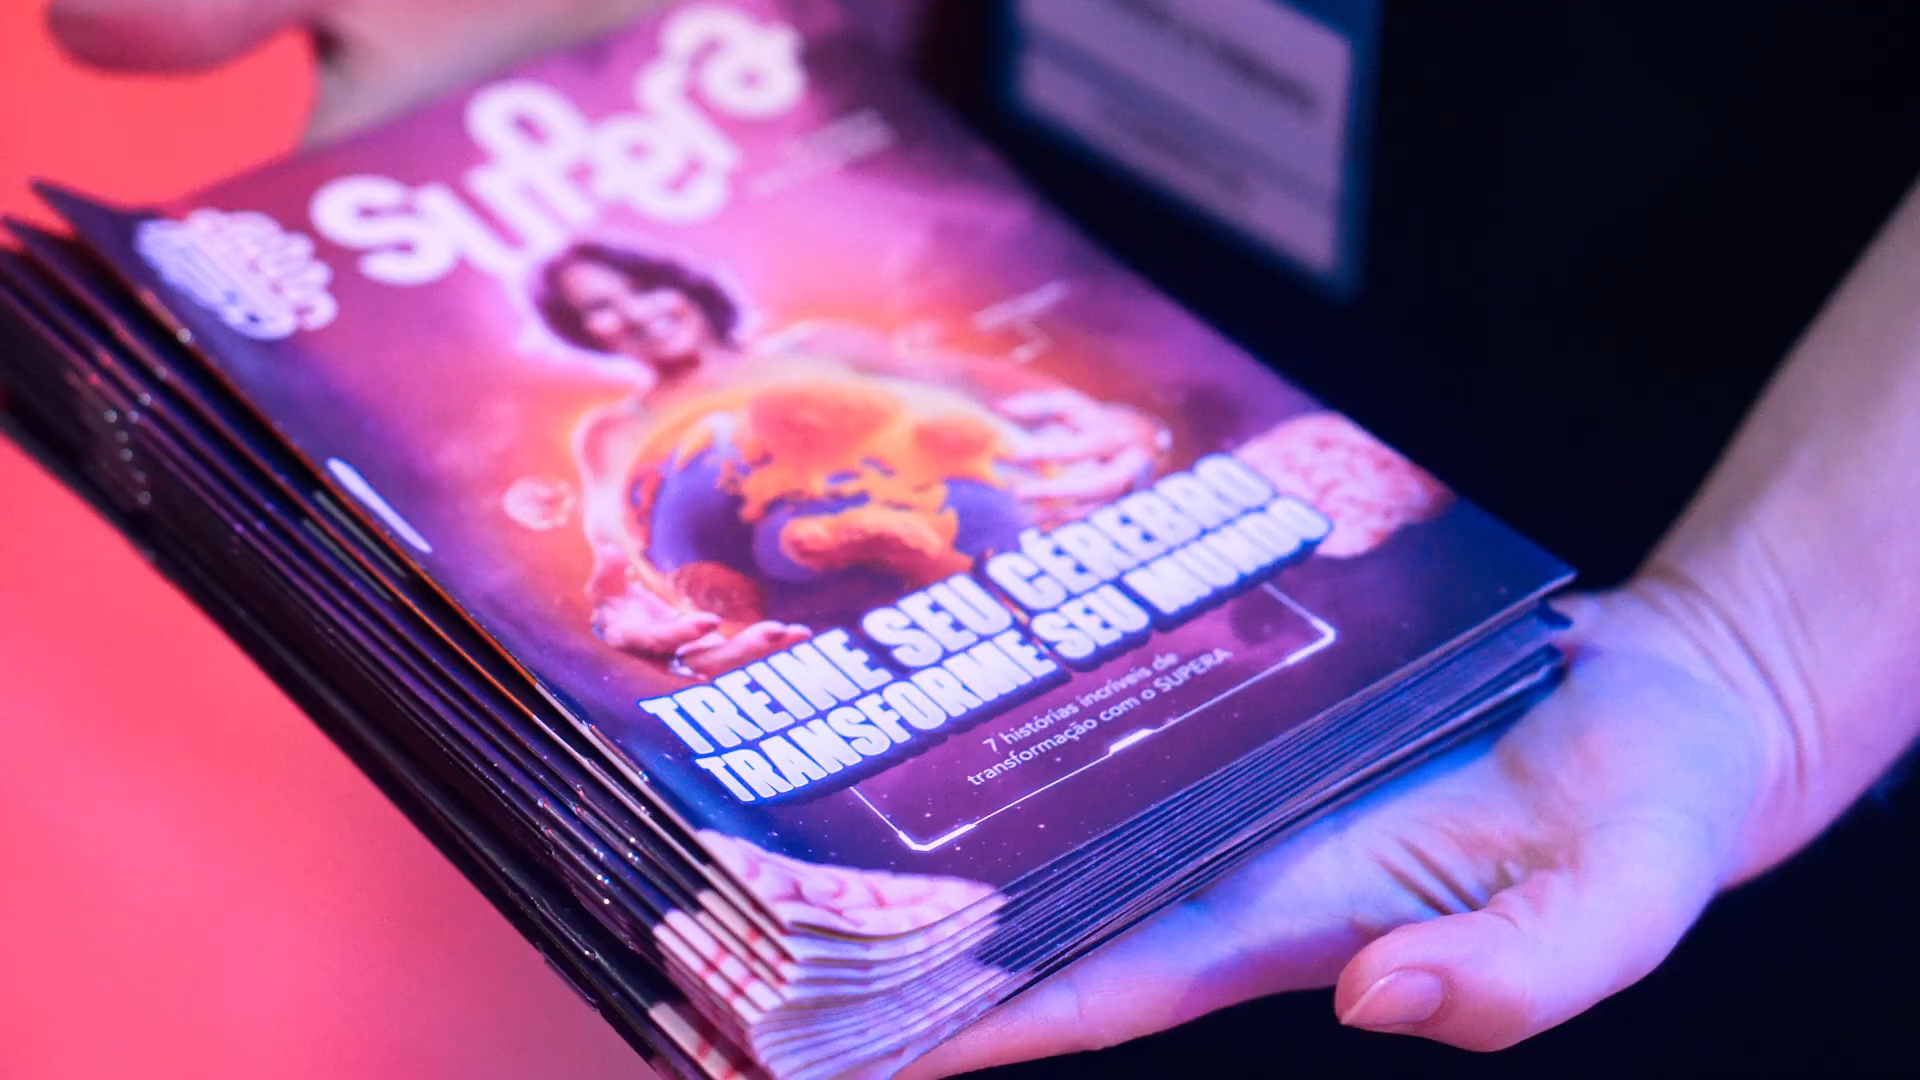 Supera
TREINE SEU CÉREBRO,
TRANSFORME SEU MUNDO
7 histórias incríveis de
transformação com o SUPERA